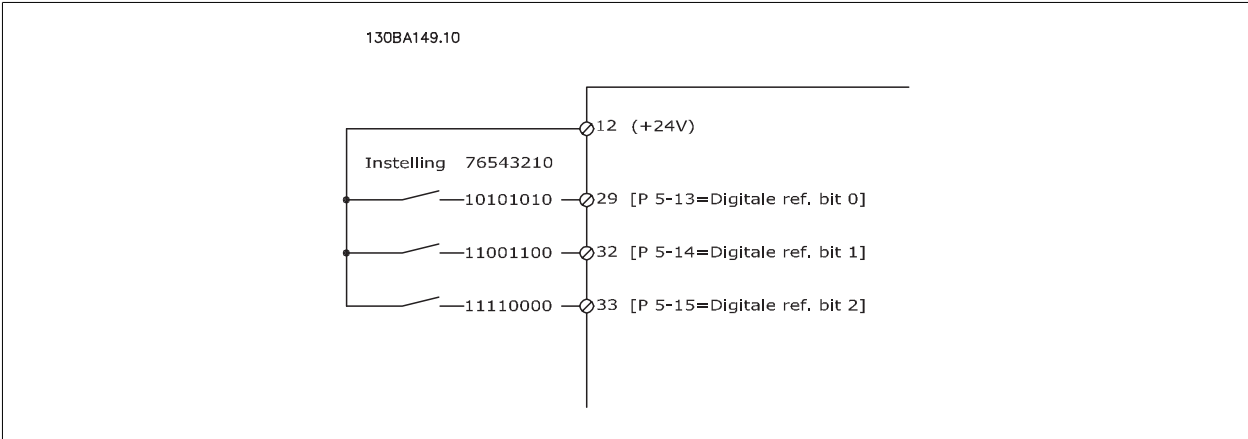 130BA149.10
12 (+24V)
Instelling 76543210
10101010 29 [P 5-13=Digitale ref. bit 0]
11001100 32 [P 5-14=Digitale ref. bit 1]
11110000 33 [P 5-15=Digitale ref. bit 2]